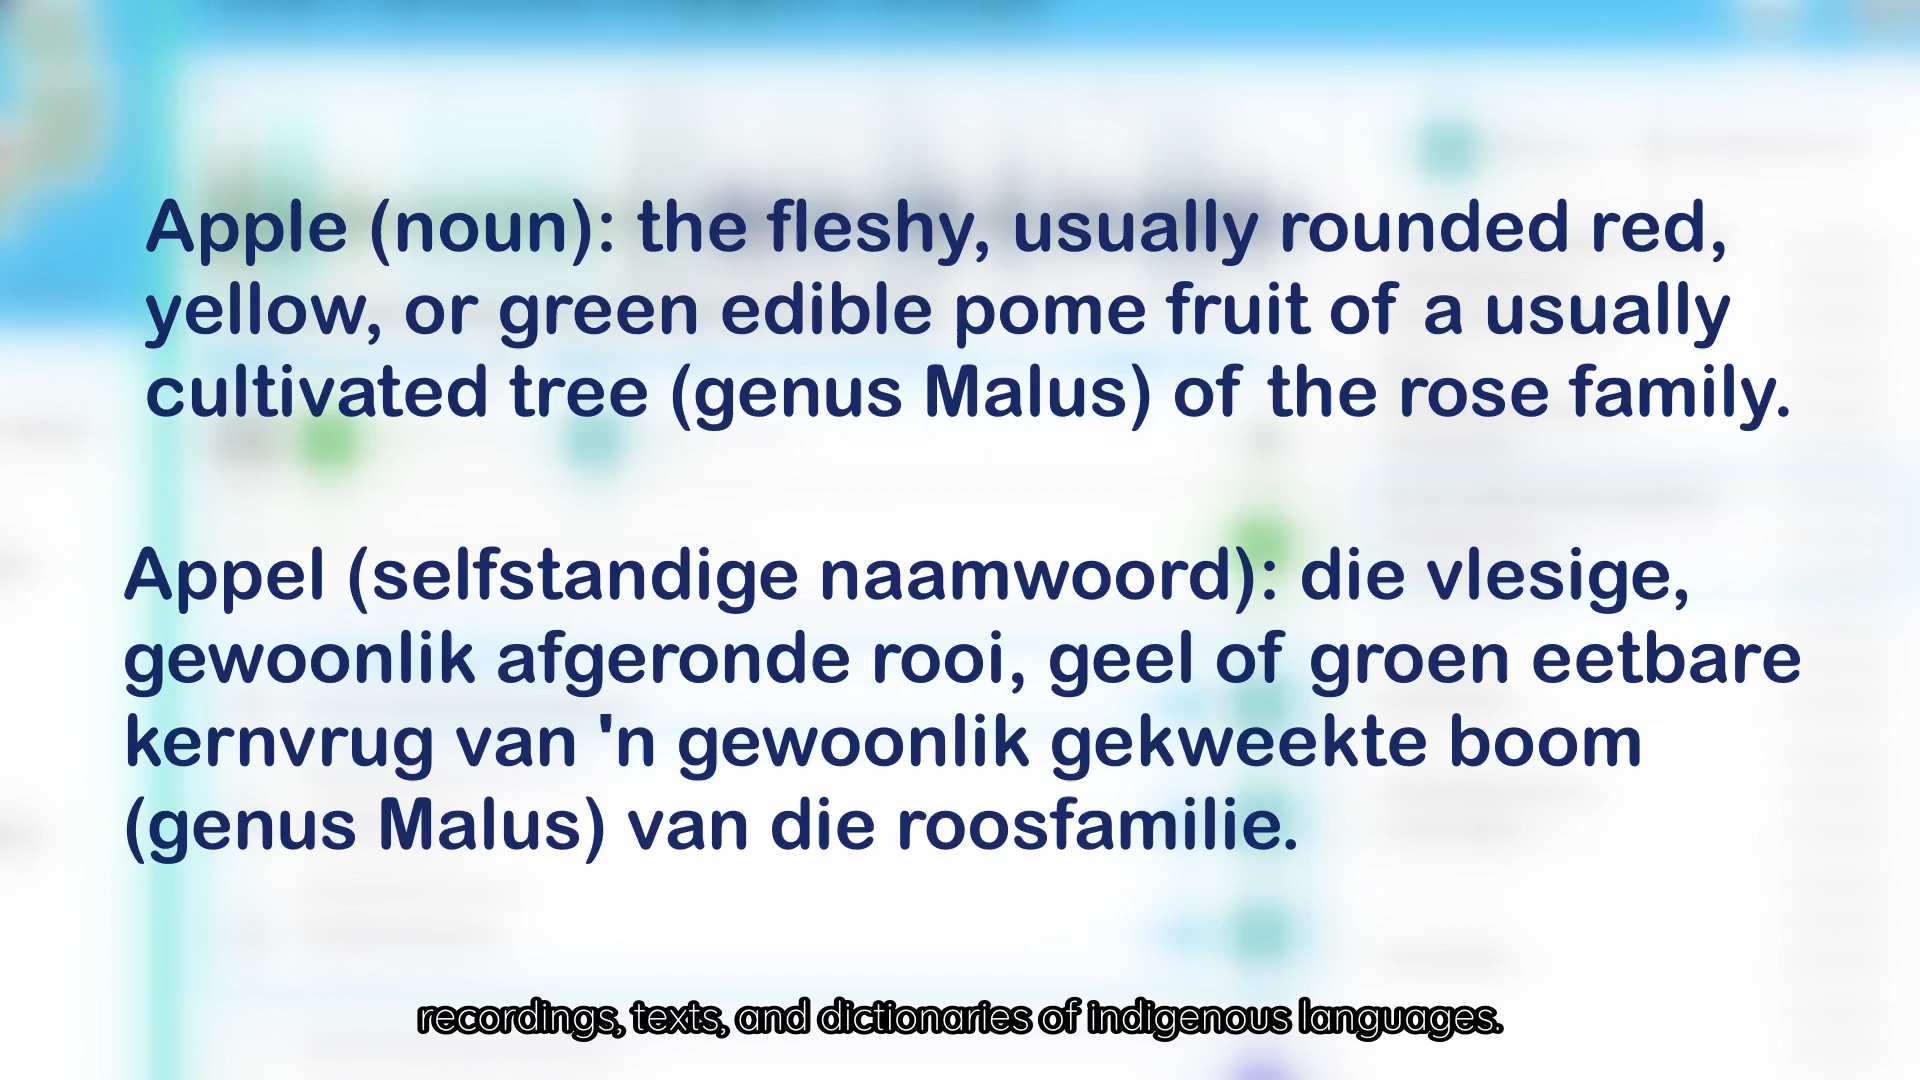 Apple (noun): the fleshy, usually rounded red,
yellow, or green edible pome fruit of a usually
cultivated tree (genus Malus) of the rose family.
Appel (selfstandige naamwoord): die vlesige,
gewoonlik afgeronde rooi, geel of groen eetbare
kernvrug van 'n gewoonlik gekweekte boom
(genus Malus) van die roosfamilie.
recordings, texts, and dictionaries of indigenous languages.